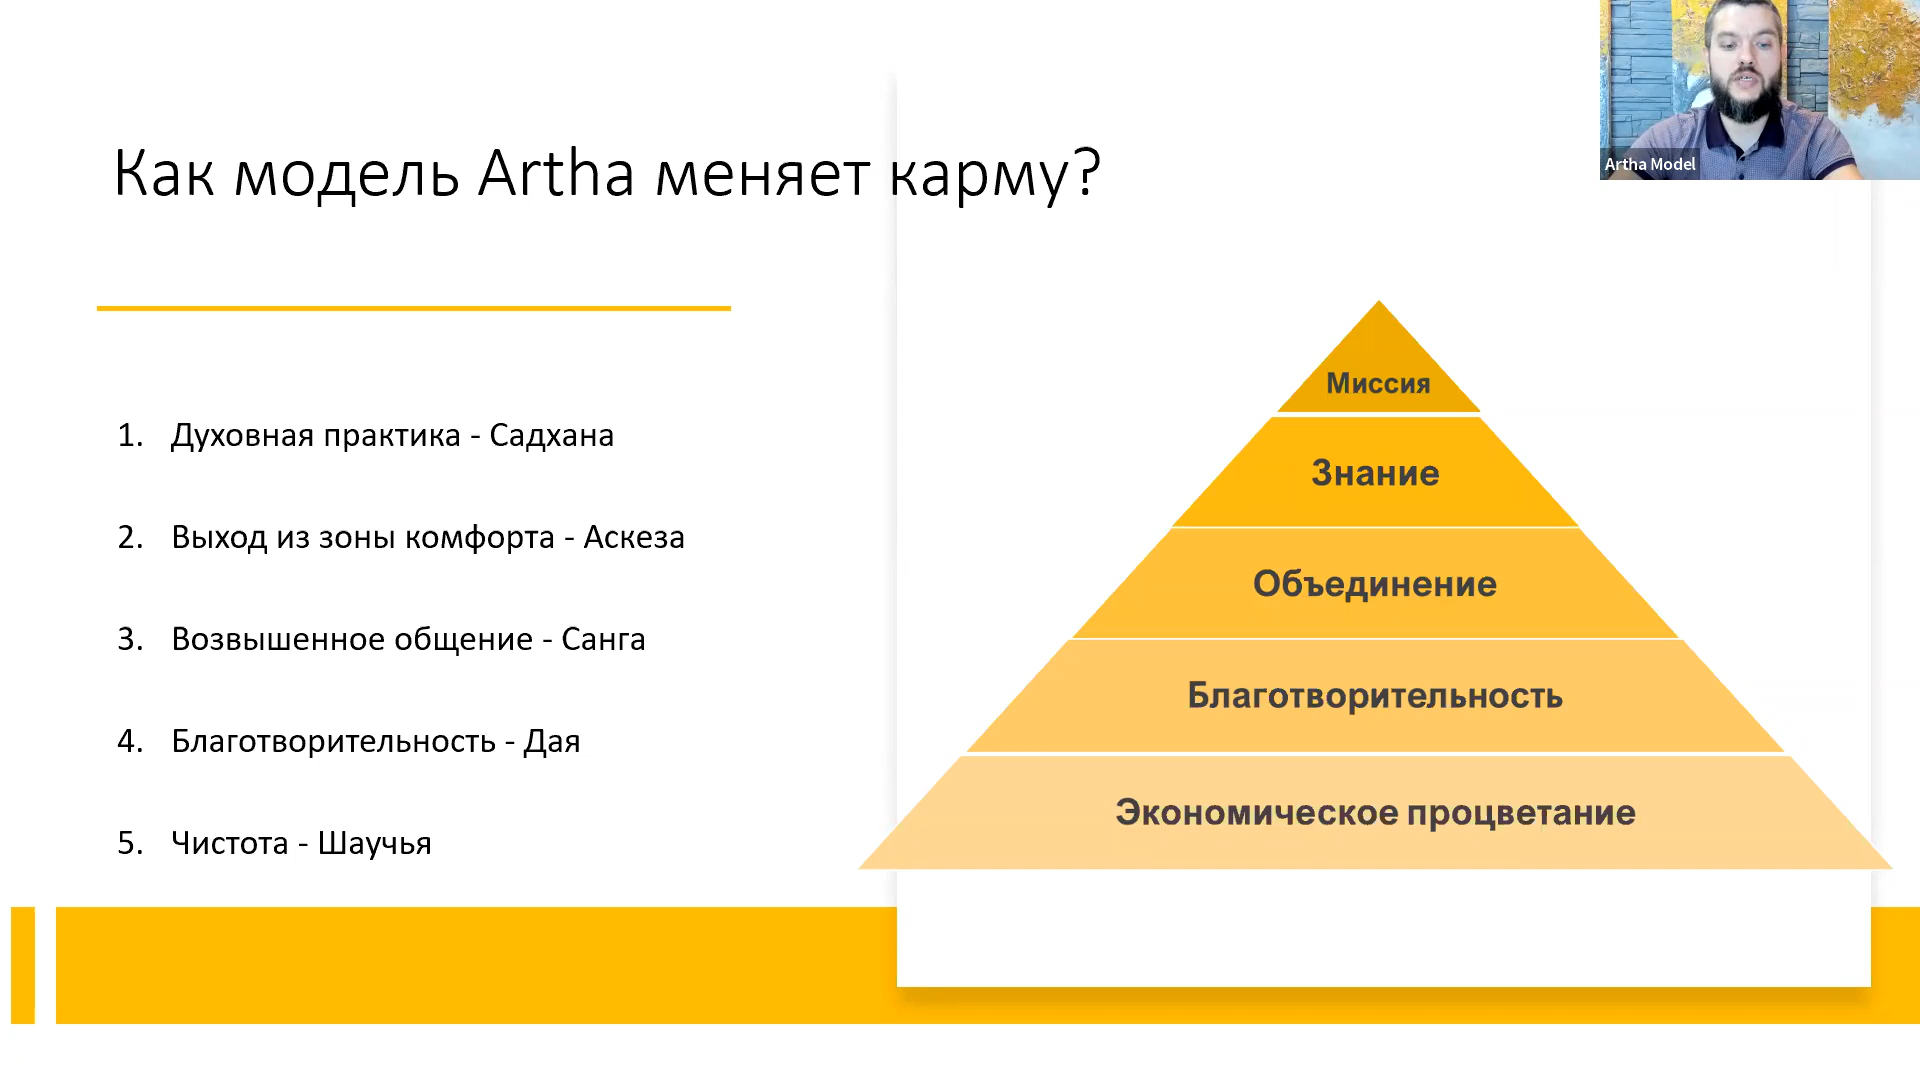 Как модель Artha меняет карму?
Artha Model
1. Духовная практика - Садхана
2. Выход из зоны комфорта - Аскеза
3. Возвышенное общение - Санга
4. Благотворительность - Дая
5. Чистота - Шаучья
Миссия
Знание
Объединение
Благотворительность
Экономическое процветание